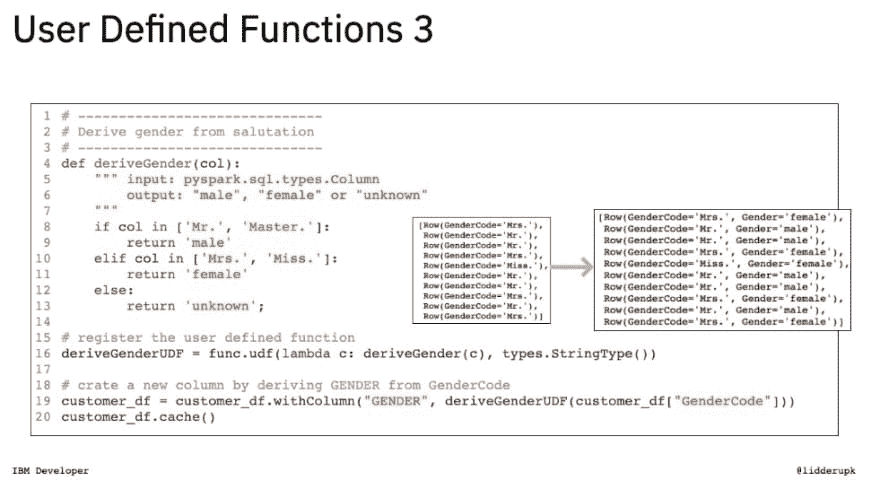 User Defined Functions 3
1 # ------------------------------
2 # Derive gender from salutation
3 # ------------------------------
4 def deriveGender(col):
5 """ input: pyspark.sql.types.Column
6 output: "male", "female" or "unknown"
7 """
8 if col in ['Mr.', 'Master.']:
9 return 'male'
10 elif col in ['Mrs.', 'Miss.']:
11 return 'female'
12 else:
13 return 'unknown';
14
15 # register the user defined function
16 deriveGenderUDF = func.udf(lambda c: deriveGender(c), types.StringType())
17
18 # crate a new column by deriving GENDER from GenderCode
19 customer_df = customer_df.withColumn("GENDER", deriveGenderUDF(customer_df["GenderCode"]))
20 customer_df.cache()
[Row(GenderCode='Mrs.'),
Row(GenderCode='Mr.'),
Row(GenderCode='Mr.'),
Row(GenderCode='Mrs.'),
Row(GenderCode='Miss.'),
Row(GenderCode='Mr.'),
Row(GenderCode='Mr.'),
Row(GenderCode='Mrs.'),
Row(GenderCode='Mr.'),
Row(GenderCode='Mrs.')]
[Row(GenderCode='Mrs.', Gender='female'),
Row(GenderCode='Mr.', Gender='male'),
Row(GenderCode='Mr.', Gender='male'),
Row(GenderCode='Mrs.', Gender='female'),
Row(GenderCode='Miss.', Gender='female'),
Row(GenderCode='Mr.', Gender='male'),
Row(GenderCode='Mr.', Gender='male'),
Row(GenderCode='Mrs.', Gender='female'),
Row(GenderCode='Mr.', Gender='male'),
Row(GenderCode='Mrs.', Gender='female')]
IBM Developer
@lidderupk